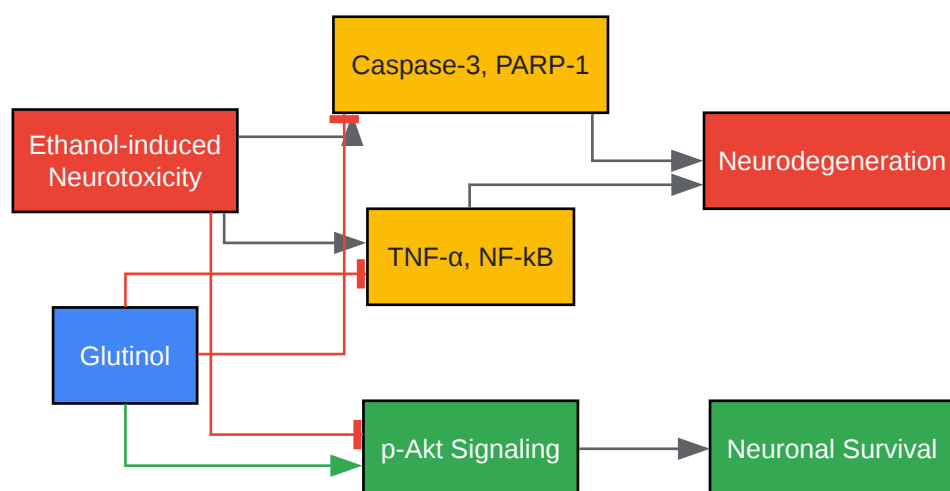 Caspase-3, PARP-1
Ethanol-induced
Neurotoxicity
Neurodegeneration
TNF-α, NF-kB
Glutinol
p-Akt Signaling
Neuronal Survival